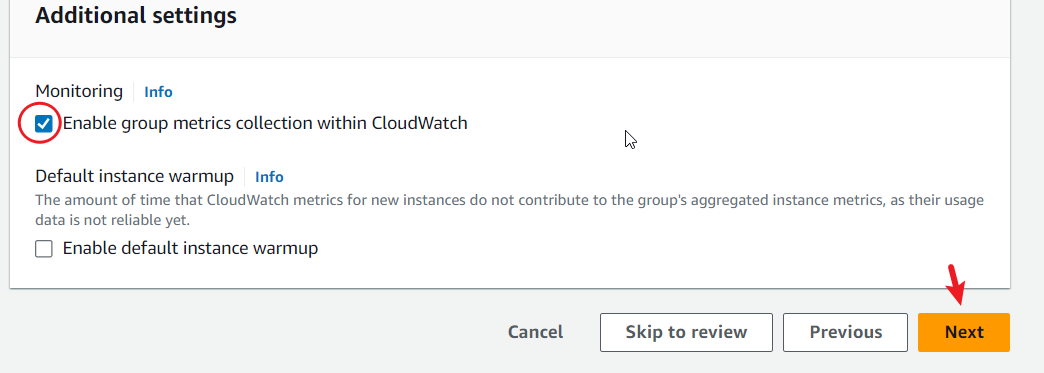 Additional settings
Monitoring Info
Enable group metrics collection within CloudWatch
Default instance warmup Info
The amount of time that CloudWatch metrics for new instances do not contribute to the group's aggregated instance metrics, as their usage
data is not reliable yet.
Enable default instance warmup
Cancel Skip to review Previous Next